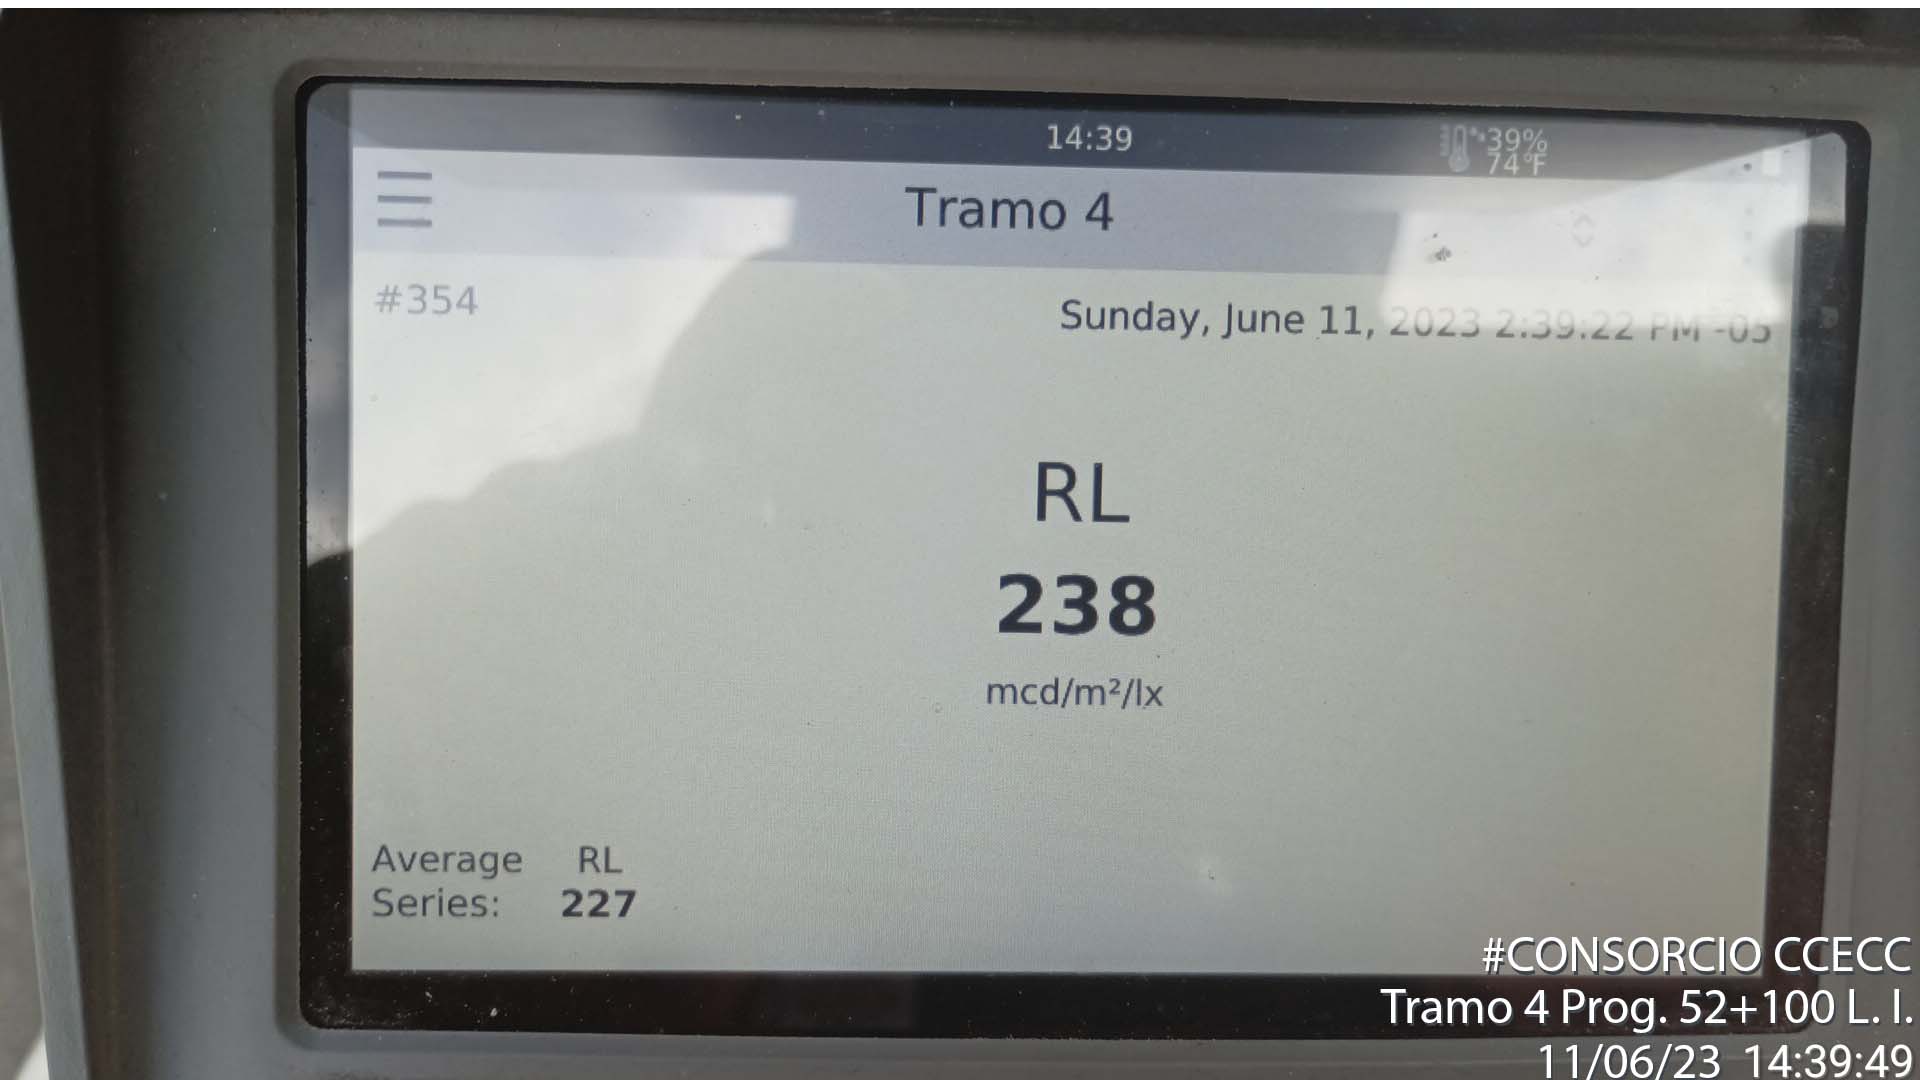 14:39
39%
74°F
Tramo 4
#354
Sunday, June 11, 2023 2:39:22 PM -05
RL
238
mcd/m²/lx
Average RL
Series: 227
#CONSORCIO CCECC
Tramo 4 Prog. 52+100 L. I.
11/06/23 14:39:49